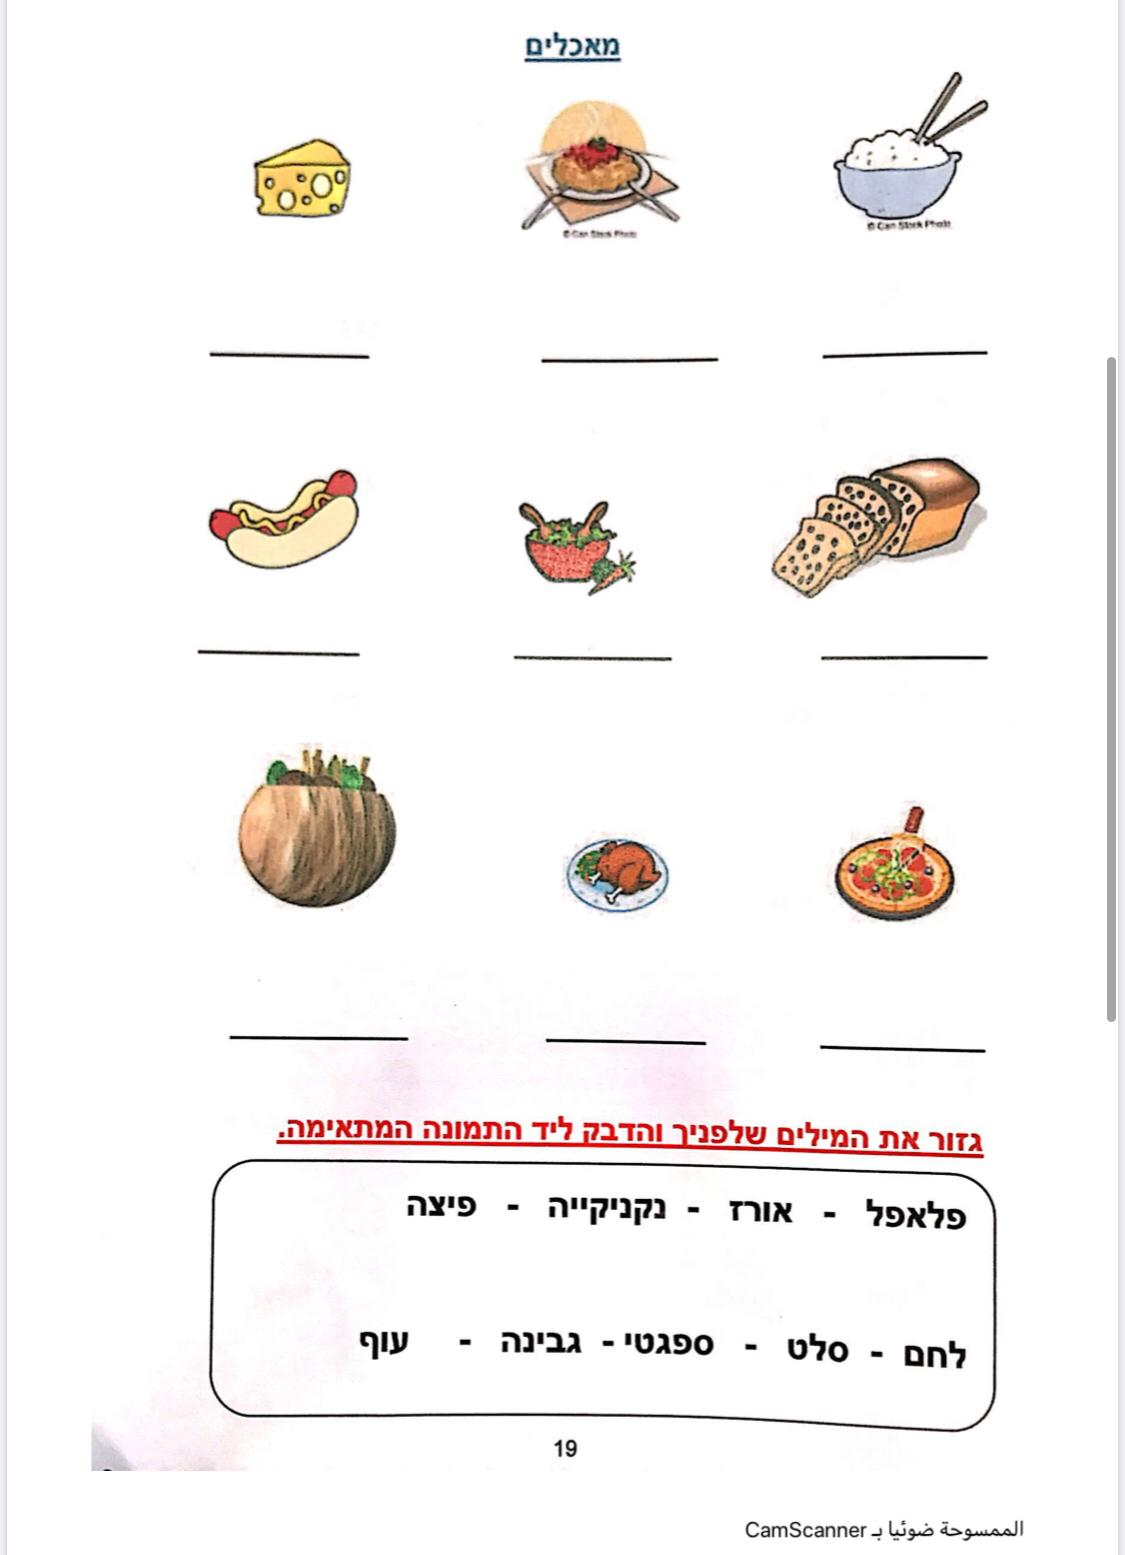 מאכלים
© Can Stock Photo
© Can Stock Photo
גזור את המילים שלפניך והדבק ליד התמונה המתאימה.
פלאפל - אורז - נקניקייה - פיצה
לחם - סלט - ספגטי - גבינה - עוף
19
الممسوحة ضوئيا بـ CamScanner